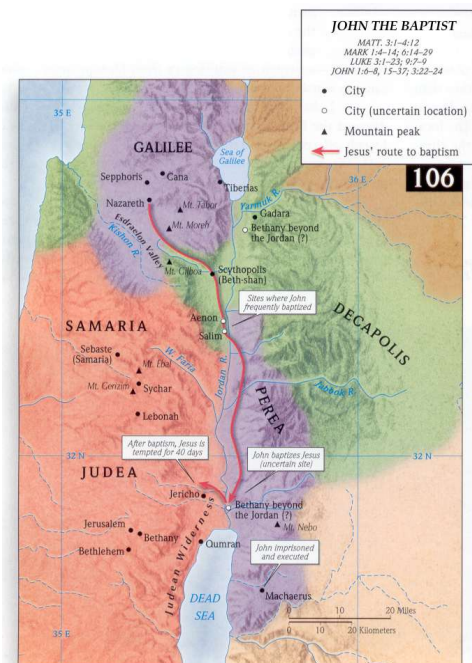 JOHN THE BAPTIST
MATT. 3:1–4:12
MARK 1:4–14; 6:14–29
LUKE 3:1–23; 9:7–9
JOHN 1:6–8, 15–37; 3:22–24
City
City (uncertain location)
Mountain peak
Jesus' route to baptism
106
35 E
36 E
GALILEE
Sea of
Galilee
Sepphoris
Cana
Tiberias
Nazareth
Mt. Tabor
Yarmuk R.
Gadara
Mt. Moreh
Bethany beyond
the Jordan (?)
Esdraelon Valley
Kishon R.
Mt. Gilboa
Scythopolis
(Beth-shan)
Sites where John
frequently baptized
Aenon
Salim
DECAPOLIS
SAMARIA
Sebaste
(Samaria)
Mt. Ebal
W. Faria
Jordan R.
Mt. Gerizim
Sychar
Jabbok R.
PEREA
Lebonah
After baptism, Jesus is
tempted for 40 days
John baptizes Jesus
(uncertain site)
32 N
32 N
JUDEA
Jericho
Bethany beyond
the Jordan (?)
Mt. Nebo
Jerusalem
Bethany
Bethlehem
Qumran
Judean Wilderness
John imprisoned
and executed
DEAD
SEA
Machaerus
0 10 20 Miles
0 10 20 Kilometers
35 E